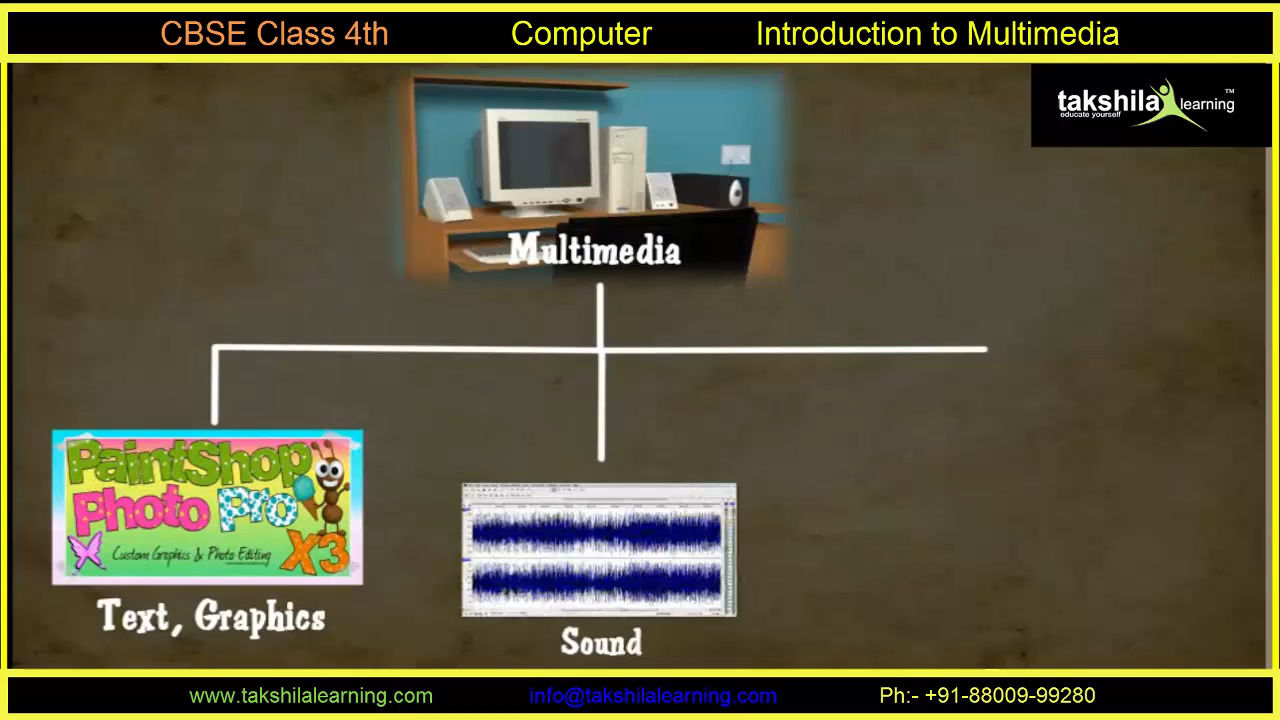 CBSE Class 4th Computer Introduction to Multimedia
takshila learning TM
educate yourself
Multimedia
PaintShop
Photo Pro
X3
Custom Graphics & Photo Editing
Text, Graphics
Sound
www.takshilalearning.com info@takshilalearning.com Ph:- +91-88009-99280